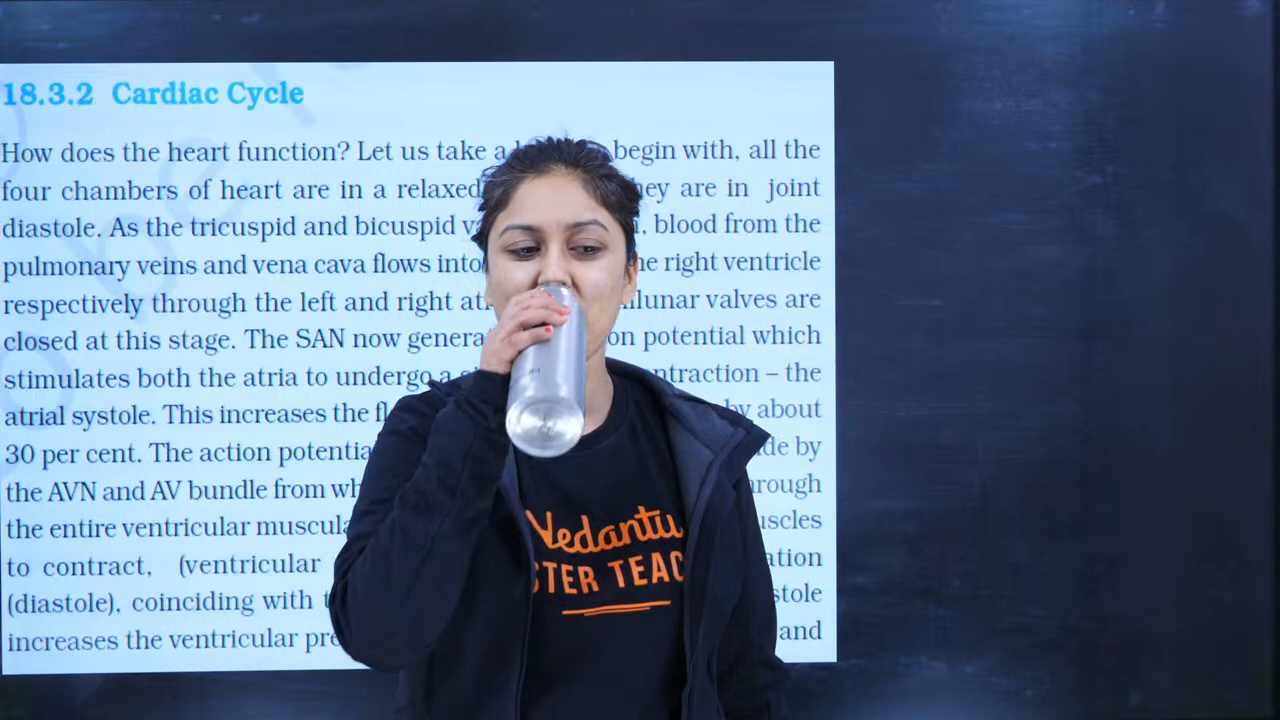 18.3.2 Cardiac Cycle
How does the heart function? Let us take a begin with, all the
four chambers of heart are in a relaxed hey are in joint
diastole. As the tricuspid and bicuspid va , blood from the
pulmonary veins and vena cava flows into he right ventricle
respectively through the left and right at ilunar valves are
closed at this stage. The SAN now genera on potential which
stimulates both the atria to undergo a si ntraction – the
atrial systole. This increases the fl by about
30 per cent. The action potentia de by
the AVN and AV bundle from wh hrough
the entire ventricular muscula uscles
to contract, (ventricular ation
(diastole), coinciding with t stole
increases the ventricular pre and
Vedantu
STER TEAC